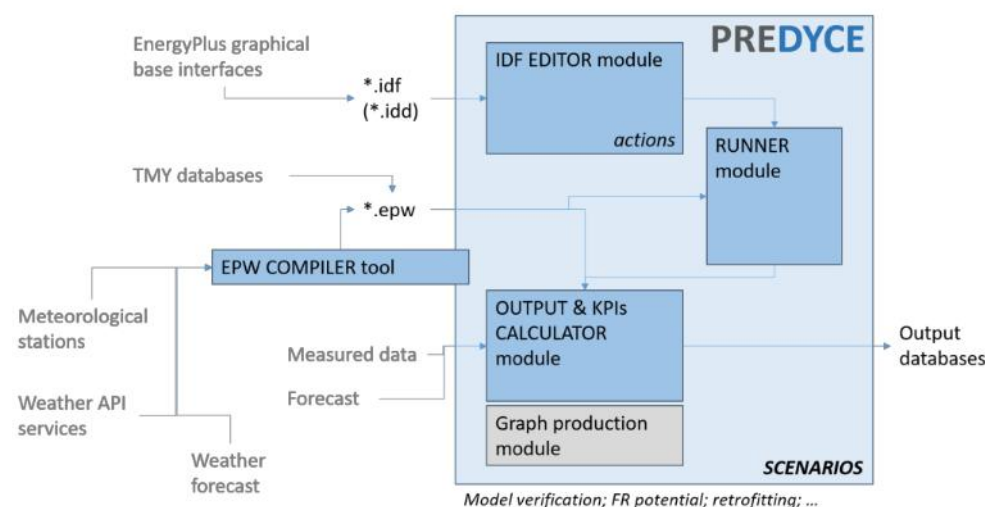 PREDYCE
EnergyPlus graphical
base interfaces
*.idf
(*.idd)
IDF EDITOR module
actions
RUNNER
module
TMY databases
*.epw
EPW COMPILER tool
Meteorological
stations
Measured data
Forecast
OUTPUT & KPIs
CALCULATOR
module
Output
databases
Weather API
services
Weather
forecast
Graph production
module
SCENARIOS
Model verification; FR potential; retrofitting; ...